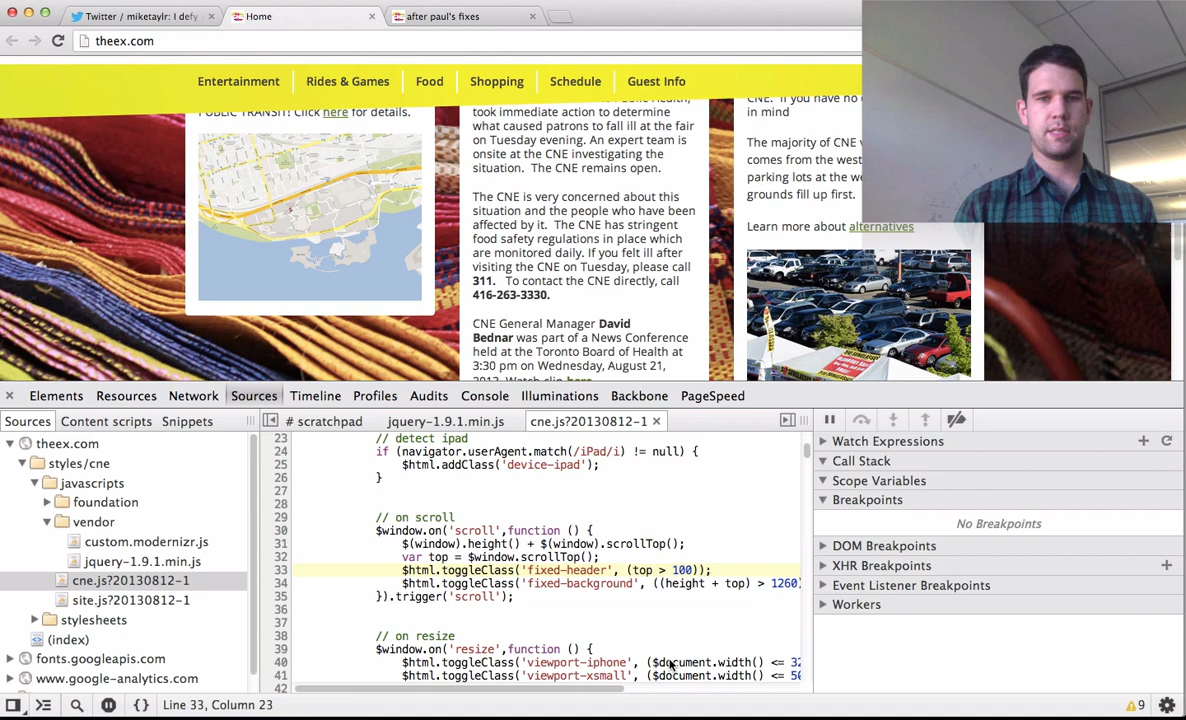 Twitter / miketaylr: I defy
Home
after paul's fixes
theex.com
Entertainment
Rides & Games
Food
Shopping
Schedule
Guest Info
PUBLIC TRANSIT! Click here for details.
took immediate action to determine
what caused patrons to fall ill at the fair
on Tuesday evening. An expert team is
onsite at the CNE investigating the
situation. The CNE remains open.
The CNE is very concerned about this
situation and the people who have been
affected by it. The CNE has stringent
food safety regulations in place which
are monitored daily. If you felt ill after
visiting the CNE on Tuesday, please call
311. To contact the CNE directly, call
416-263-3330.
CNE General Manager David
Bednar was part of a News Conference
held at the Toronto Board of Health at
3:30 pm on Wednesday, August 21,
2013. Watch clip here
CNE. If you have no
in mind
The majority of CNE
comes from the west
parking lots at the we
grounds fill up first.
Learn more about alternatives
Elements
Resources
Network
Sources
Timeline
Profiles
Audits
Console
Illuminations
Backbone
PageSpeed
Sources
Content scripts
Snippets
# scratchpad
jquery-1.9.1.min.js
cne.js?20130812-1
theex.com
styles/cne
javascripts
foundation
vendor
custom.modernizr.js
jquery-1.9.1.min.js
cne.js?20130812-1
site.js?20130812-1
stylesheets
(index)
fonts.googleapis.com
www.google-analytics.com
23 // detect ipad
24 if (navigator.userAgent.match(/iPad/i) != null) {
25 $html.addClass('device-ipad');
26 }
27
28
29 // on scroll
30 $window.on('scroll',function () {
31 $(window).height() + $(window).scrollTop();
32 var top = $window.scrollTop();
33 $html.toggleClass('fixed-header', (top > 100));
34 $html.toggleClass('fixed-background', ((height + top) > 1260)
35 }).trigger('scroll');
36
37
38 // on resize
39 $window.on('resize',function () {
40 $html.toggleClass('viewport-iphone', ($document.width() <= 32
41 $html.toggleClass('viewport-xsmall', ($document.width() <= 50
42
Watch Expressions
Call Stack
Scope Variables
Breakpoints
No Breakpoints
DOM Breakpoints
XHR Breakpoints
Event Listener Breakpoints
Workers
Line 33, Column 23
9